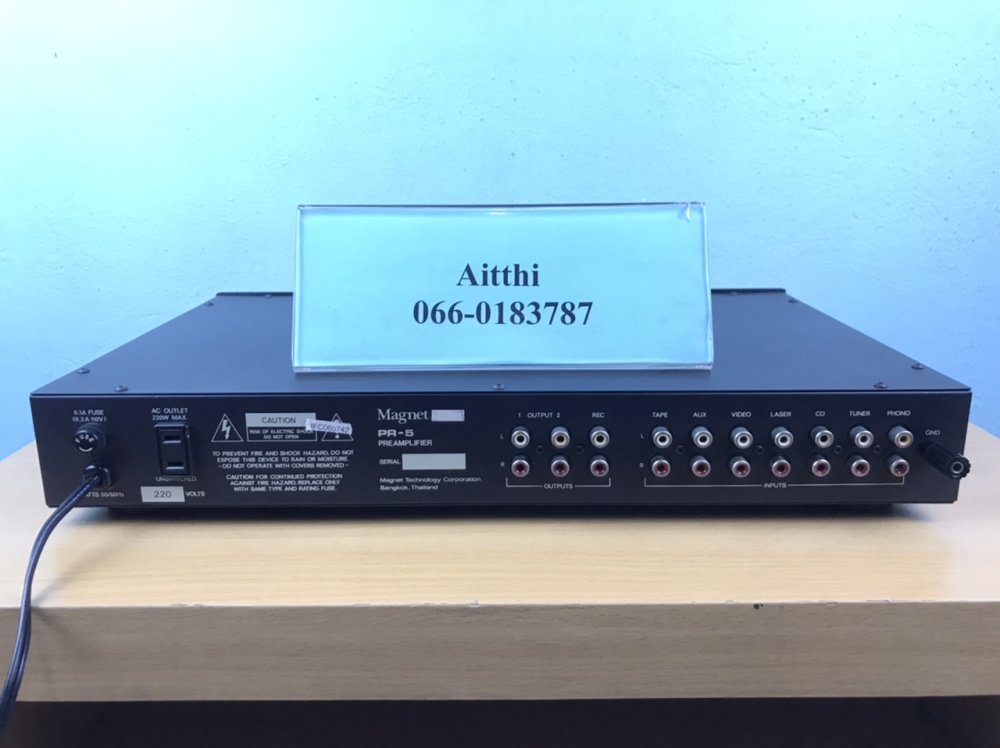 Aitthi
066-0183787
0.1A FUSE
(0.2A 110V)
AC OUTLET
220W MAX.
UNSWITCHED
WATTS 50/60Hz
220 VOLTS
CAUTION
RISK OF ELECTRIC SHOCK
DO NOT OPEN
TO PREVENT FIRE AND SHOCK HAZARD, DO NOT
EXPOSE THIS DEVICE TO RAIN OR MOISTURE.
- DO NOT OPERATE WITH COVERS REMOVED -
CAUTION FOR CONTINUED PROTECTION
AGAINST FIRE HAZARD, REPLACE ONLY
WITH SAME TYPE AND RATING FUSE.
Magnet
PR-5
PREAMPLIFIER
SERIAL
Magnet Technology Corporation
Bangkok, Thailand
1 OUTPUT 2 REC
L
R
OUTPUTS
TAPE AUX VIDEO LASER CD TUNER PHONO
L
R
INPUTS
GND